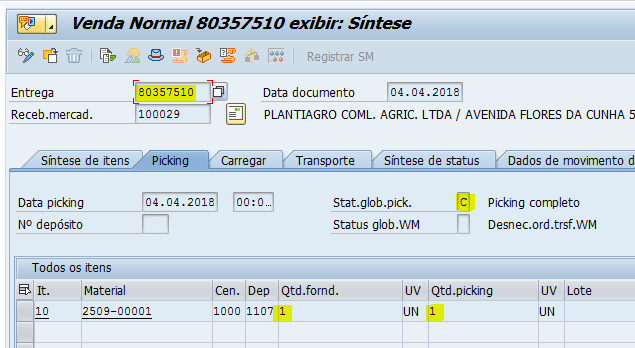 Venda Normal 80357510 exibir: Síntese
Registrar SM
Entrega 80357510 Data documento 04.04.2018
Receb.mercad. 100029 PLANTIAGRO COML. AGRIC. LTDA / AVENIDA FLORES DA CUNHA 5
Síntese de itens Picking Carregar Transporte Síntese de status Dados de movimento d
Data picking 04.04.2018 00:0… Stat.glob.pick. C Picking completo
Nº depósito Status glob.WM Desnec.ord.trsf.WM
Todos os itens
It. Material Cen. Dep Qtd.fornd. UV Qtd.picking UV Lote
10 2509-00001 1000 1107 1 UN 1 UN